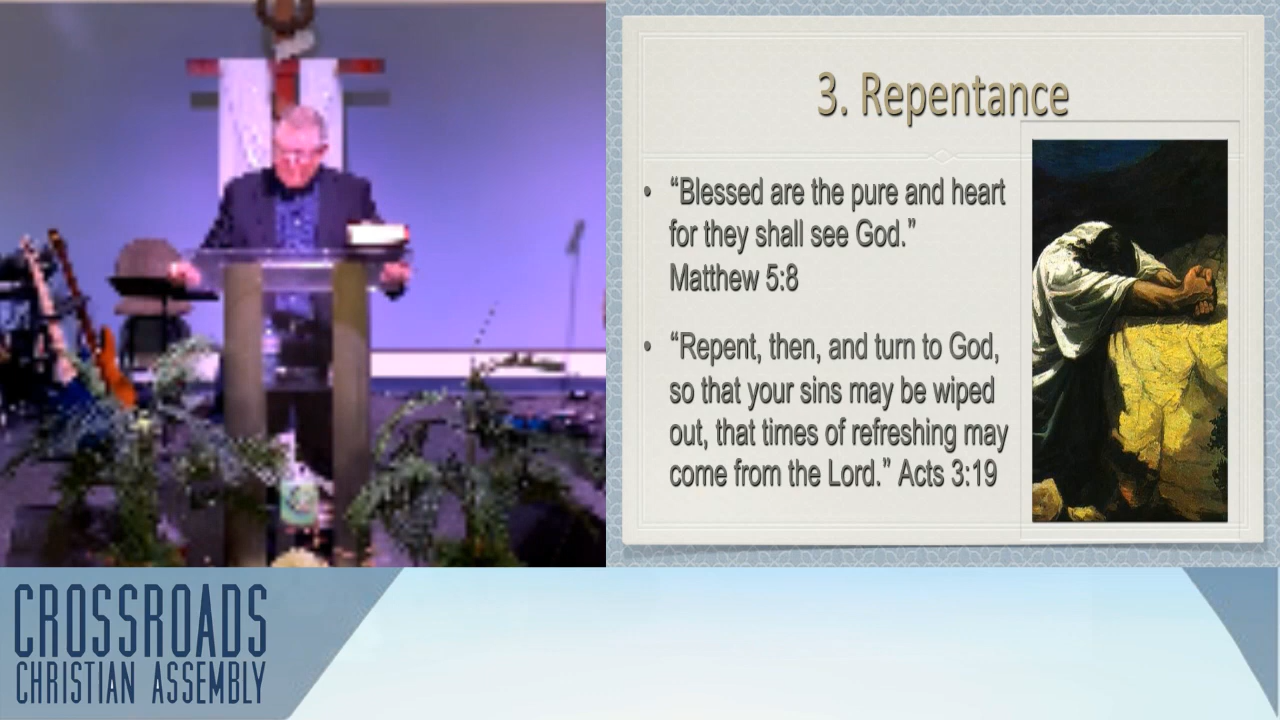 3. Repentance
• “Blessed are the pure and heart
for they shall see God.”
Matthew 5:8
• “Repent, then, and turn to God,
so that your sins may be wiped
out, that times of refreshing may
come from the Lord.” Acts 3:19
CROSSROADS
CHRISTIAN ASSEMBLY